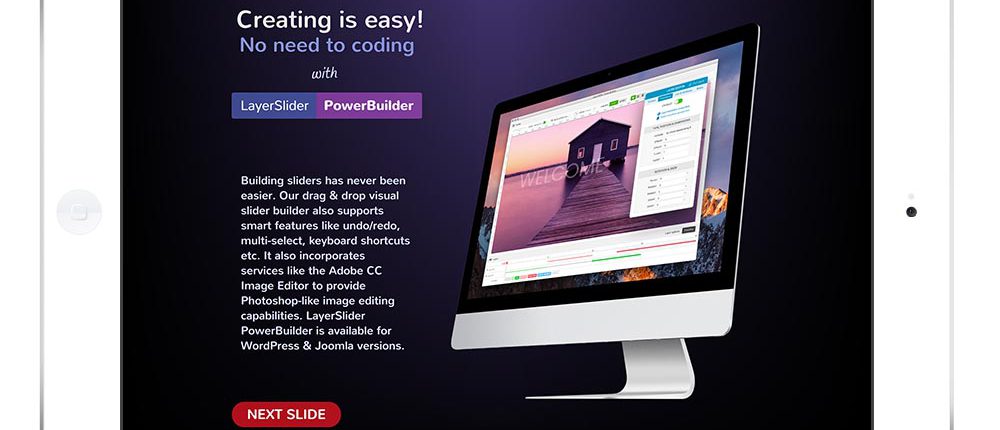 Creating is easy!
No need to coding
with
LayerSlider PowerBuilder
Building sliders has never been
easier. Our drag & drop visual
slider builder also supports
smart features like undo/redo,
multi-select, keyboard shortcuts
etc. It also incorporates
services like the Adobe CC
Image Editor to provide
Photoshop-like image editing
capabilities. LayerSlider
PowerBuilder is available for
WordPress & Joomla versions.
NEXT SLIDE
WELCOME